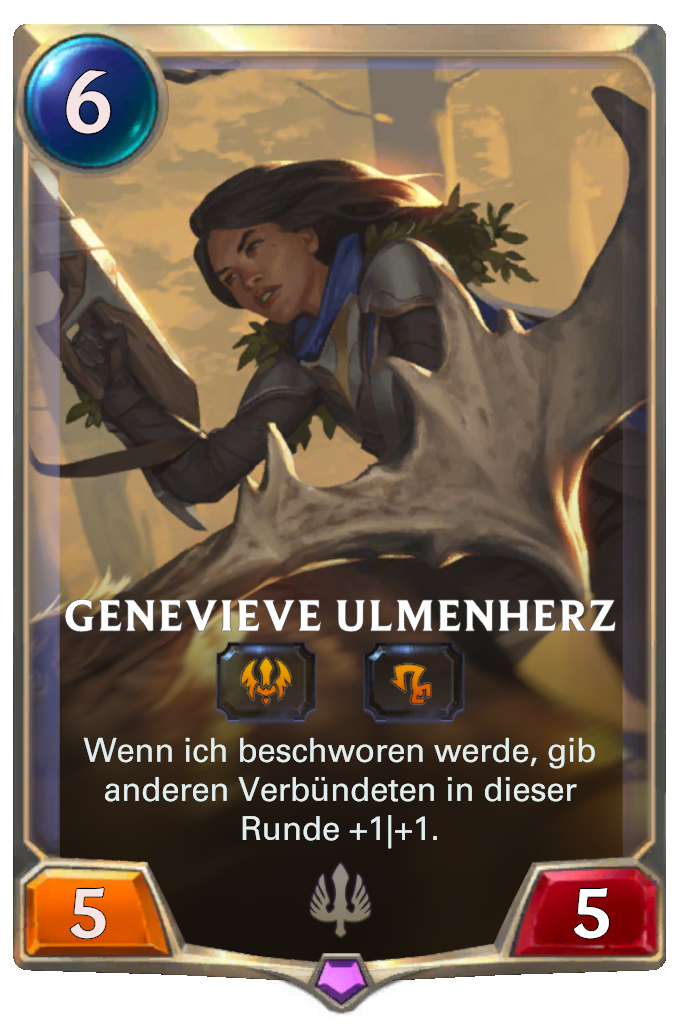 6
GENEVIEVE ULMENHERZ
Wenn ich beschworen werde, gib
anderen Verbündeten in dieser
Runde +1|+1.
5
5